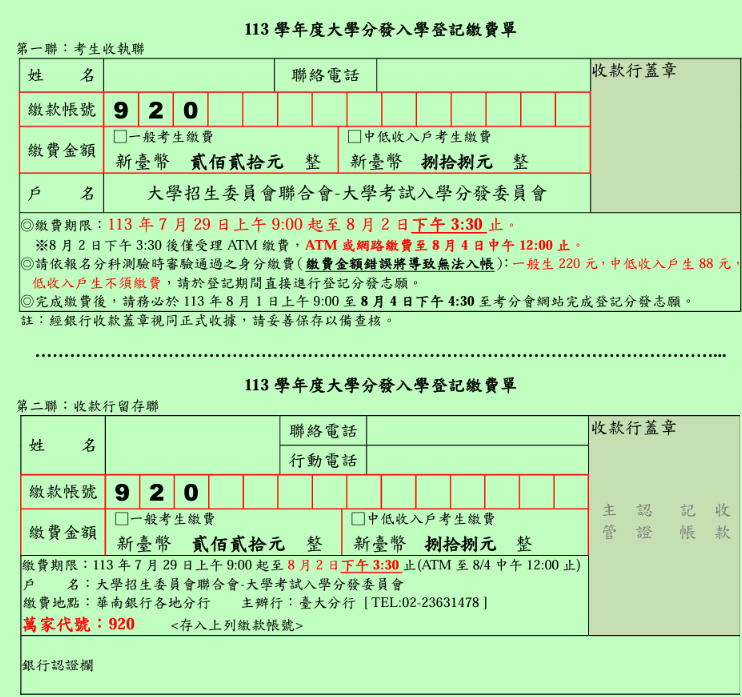 113 學年度大學分發入學登記繳費單
第一聯：考生收執聯
姓 名
聯絡電話
收款行蓋章
繳款帳號 9 2 0
繳費金額
□一般考生繳費
新臺幣 貳佰貳拾元 整
□中低收入戶考生繳費
新臺幣 捌拾捌元 整
戶 名
大學招生委員會聯合會-大學考試入學分發委員會
◎繳費期限：113 年 7 月 29 日上午 9:00 起至 8 月 2 日下午 3:30 止。
※8 月 2 日下午 3:30 後僅受理 ATM 繳費，ATM 或網路繳費至 8 月 4 日中午 12:00 止。
◎請依報名分科測驗時審驗通過之身分繳費(繳費金額錯誤將導致無法入帳)：一般生 220 元，中低收入戶生 88 元，
低收入戶生不須繳費，請於登記期間直接進行登記分發志願。
◎完成繳費後，請務必於 113 年 8 月 1 日上午 9:00 至 8 月 4 日下午 4:30 至考分會網站完成登記分發志願。
註：經銀行收款蓋章視同正式收據，請妥善保存以備查核。
113 學年度大學分發入學登記繳費單
第二聯：收款行留存聯
姓 名
聯絡電話
行動電話
收款行蓋章
繳款帳號 9 2 0
繳費金額
□一般考生繳費
新臺幣 貳佰貳拾元 整
□中低收入戶考生繳費
新臺幣 捌拾捌元 整
主 認 記 收
管 證 帳 款
繳費期限：113 年 7 月 29 日上午 9:00 起至 8 月 2 日下午 3:30 止(ATM 至 8/4 中午 12:00 止)
戶 名：大學招生委員會聯合會-大學考試入學分發委員會
繳費地點：華南銀行各地分行 主辦行：臺大分行［TEL:02-23631478］
萬家代號：920 <存入上列繳款帳號>
銀行認證欄